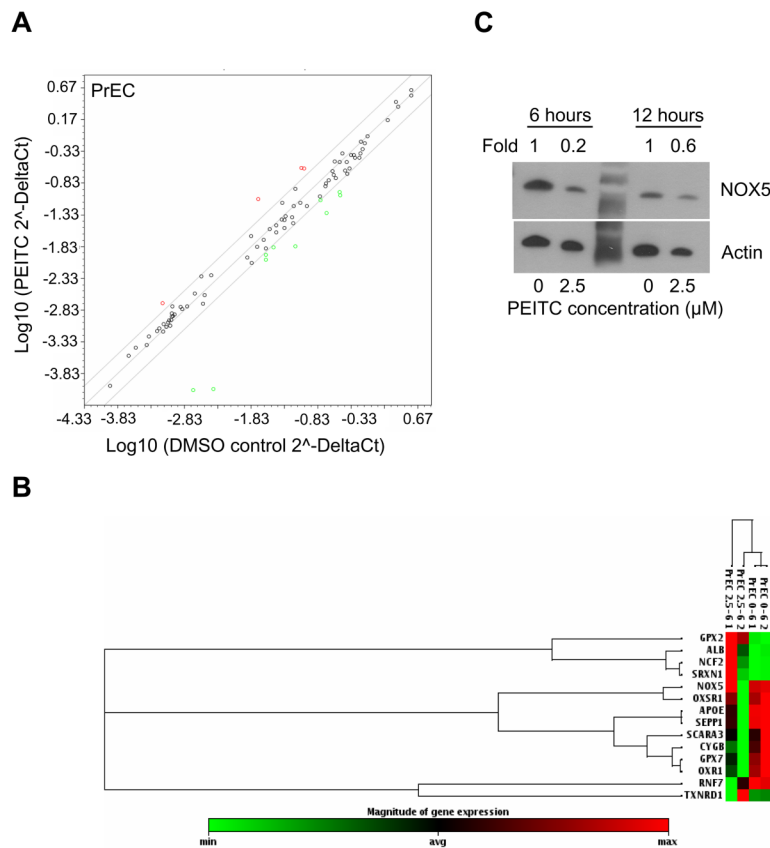 A
C
PrEC
0.67
0.17
-0.33
-0.83
-1.33
-1.83
-2.33
-2.83
-3.33
-3.83
Log10 (PEITC 2^-DeltaCt)
-4.33 -3.83 -2.83 -1.83 -0.83 -0.33 0.67
Log10 (DMSO control 2^-DeltaCt)
6 hours 12 hours
Fold 1 0.2 1 0.6
NOX5
Actin
0 2.5 0 2.5
PEITC concentration (µM)
B
PrEC 2.5-6 1
PrEC 2.5-6 2
PrEC 0-6 1
PrEC 0-6 2
GPX2
ALB
NCF2
SRXN1
NOX5
OXSR1
APOE
SEPP1
SCARA3
CYGB
GPX7
OXR1
RNF7
TXNRD1
Magnitude of gene expression
min avg max